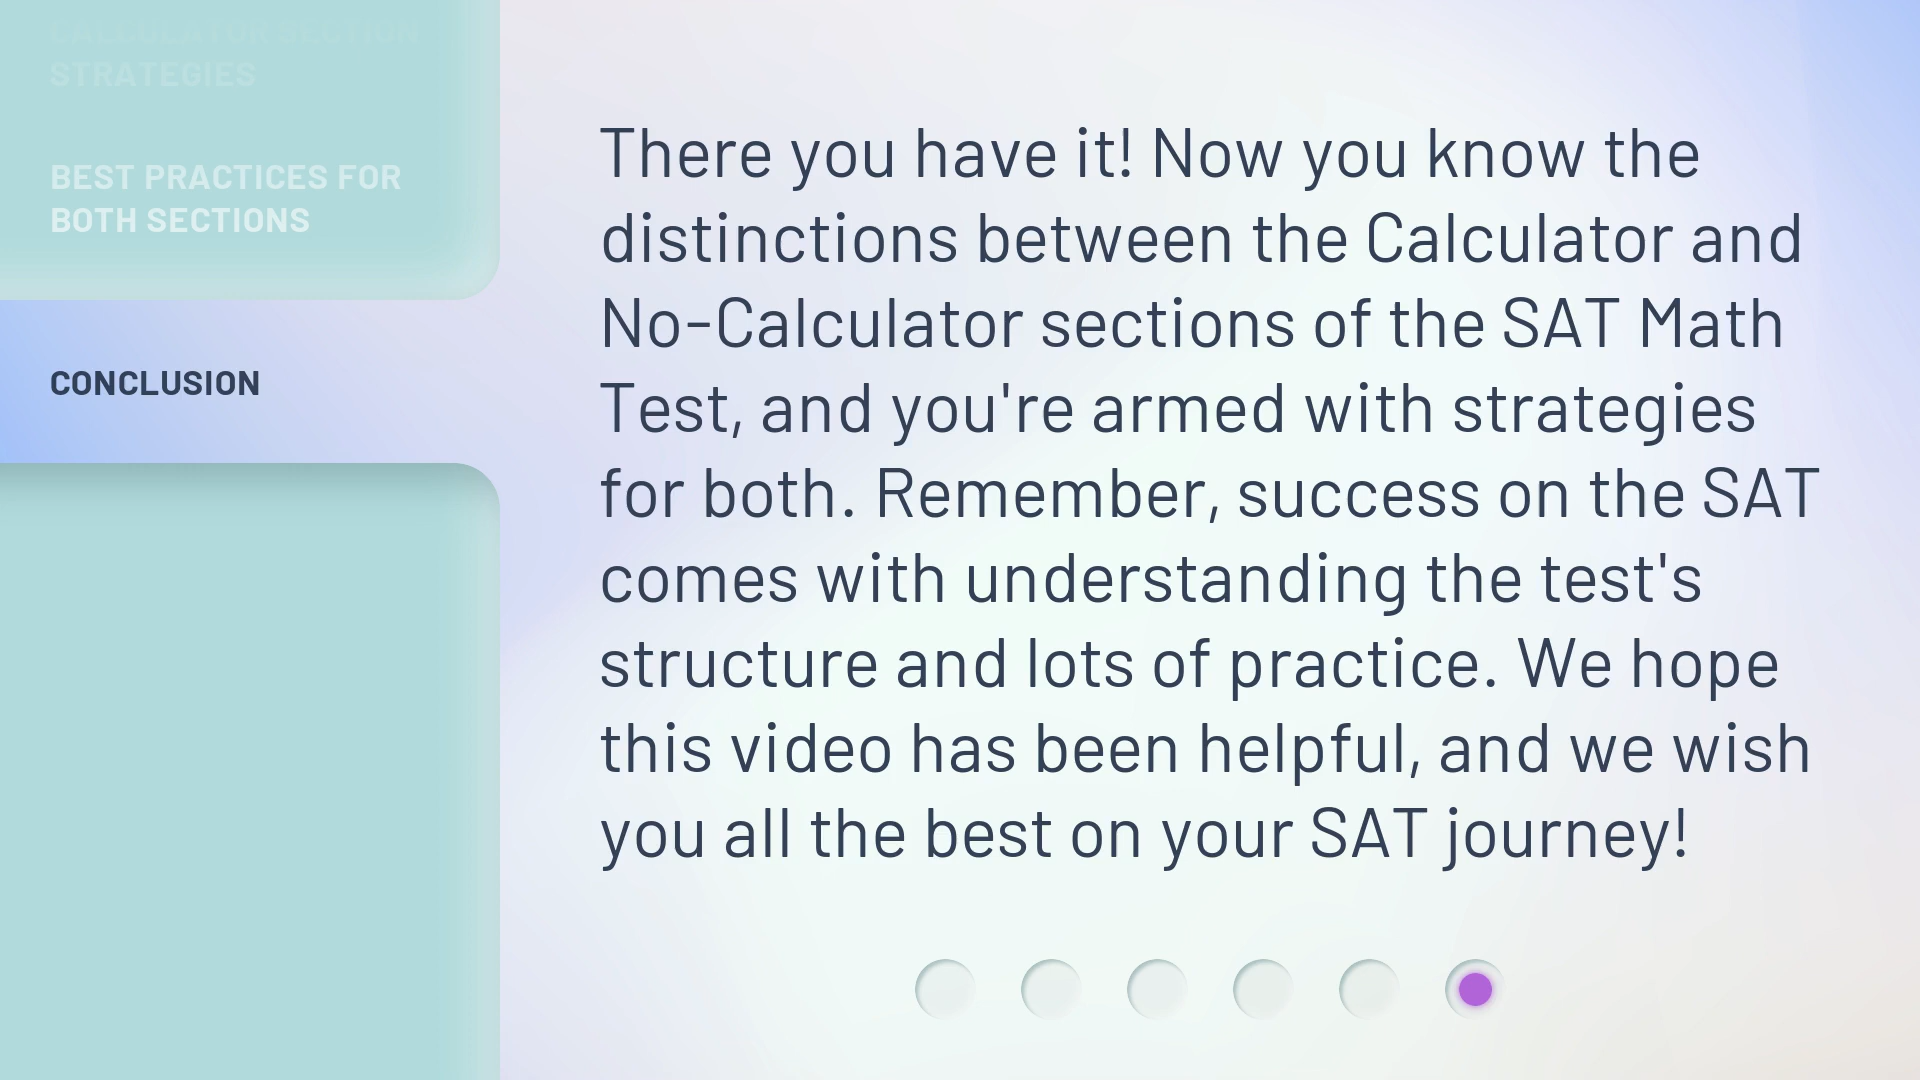 CALCULATOR SECTION
STRATEGIES
BEST PRACTICES FOR
BOTH SECTIONS
CONCLUSION
There you have it! Now you know the
distinctions between the Calculator and
No-Calculator sections of the SAT Math
Test, and you're armed with strategies
for both. Remember, success on the SAT
comes with understanding the test's
structure and lots of practice. We hope
this video has been helpful, and we wish
you all the best on your SAT journey!